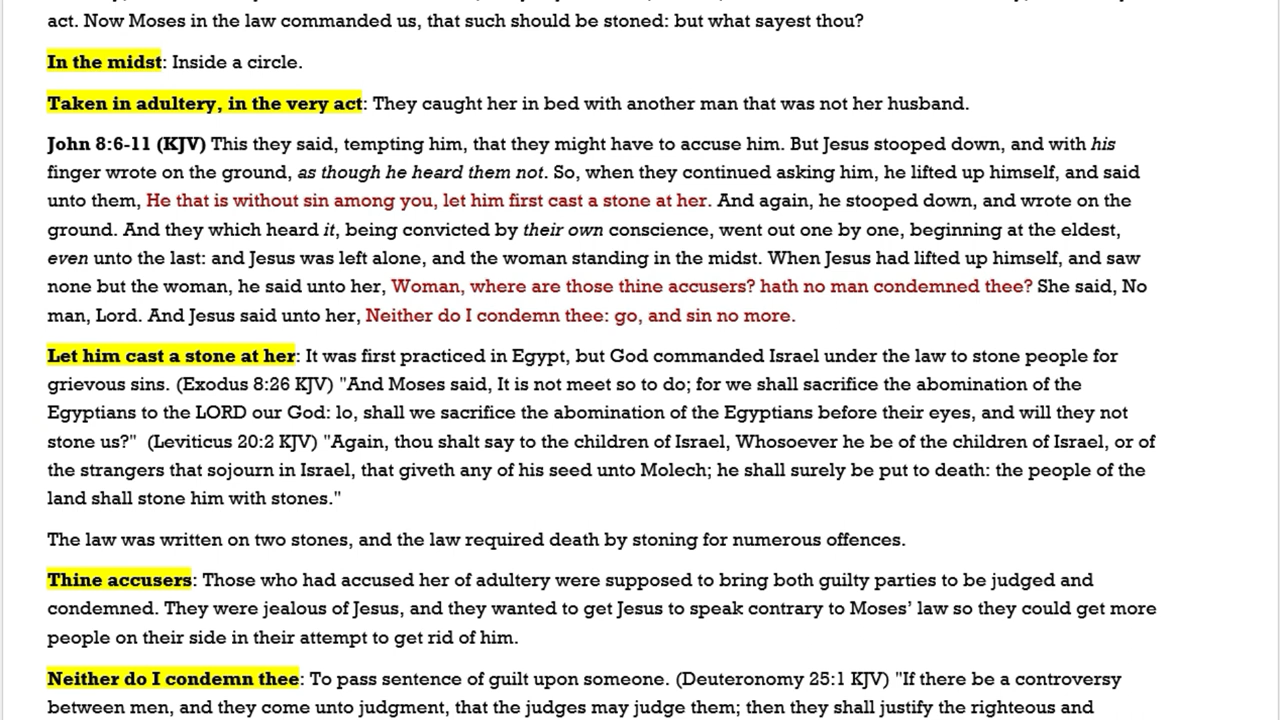 act. Now Moses in the law commanded us, that such should be stoned: but what sayest thou?
In the midst: Inside a circle.
Taken in adultery, in the very act: They caught her in bed with another man that was not her husband.
John 8:6-11 (KJV) This they said, tempting him, that they might have to accuse him. But Jesus stooped down, and with his
finger wrote on the ground, as though he heard them not. So, when they continued asking him, he lifted up himself, and said
unto them, He that is without sin among you, let him first cast a stone at her. And again, he stooped down, and wrote on the
ground. And they which heard it, being convicted by their own conscience, went out one by one, beginning at the eldest,
even unto the last: and Jesus was left alone, and the woman standing in the midst. When Jesus had lifted up himself, and saw
none but the woman, he said unto her, Woman, where are those thine accusers? hath no man condemned thee? She said, No
man, Lord. And Jesus said unto her, Neither do I condemn thee: go, and sin no more.
Let him cast a stone at her: It was first practiced in Egypt, but God commanded Israel under the law to stone people for
grievous sins. (Exodus 8:26 KJV) "And Moses said, It is not meet so to do; for we shall sacrifice the abomination of the
Egyptians to the LORD our God: lo, shall we sacrifice the abomination of the Egyptians before their eyes, and will they not
stone us?"  (Leviticus 20:2 KJV) "Again, thou shalt say to the children of Israel, Whosoever he be of the children of Israel, or of
the strangers that sojourn in Israel, that giveth any of his seed unto Molech; he shall surely be put to death: the people of the
land shall stone him with stones."
The law was written on two stones, and the law required death by stoning for numerous offences.
Thine accusers: Those who had accused her of adultery were supposed to bring both guilty parties to be judged and
condemned. They were jealous of Jesus, and they wanted to get Jesus to speak contrary to Moses’ law so they could get more
people on their side in their attempt to get rid of him.
Neither do I condemn thee: To pass sentence of guilt upon someone. (Deuteronomy 25:1 KJV) "If there be a controversy
between men, and they come unto judgment, that the judges may judge them; then they shall justify the righteous and